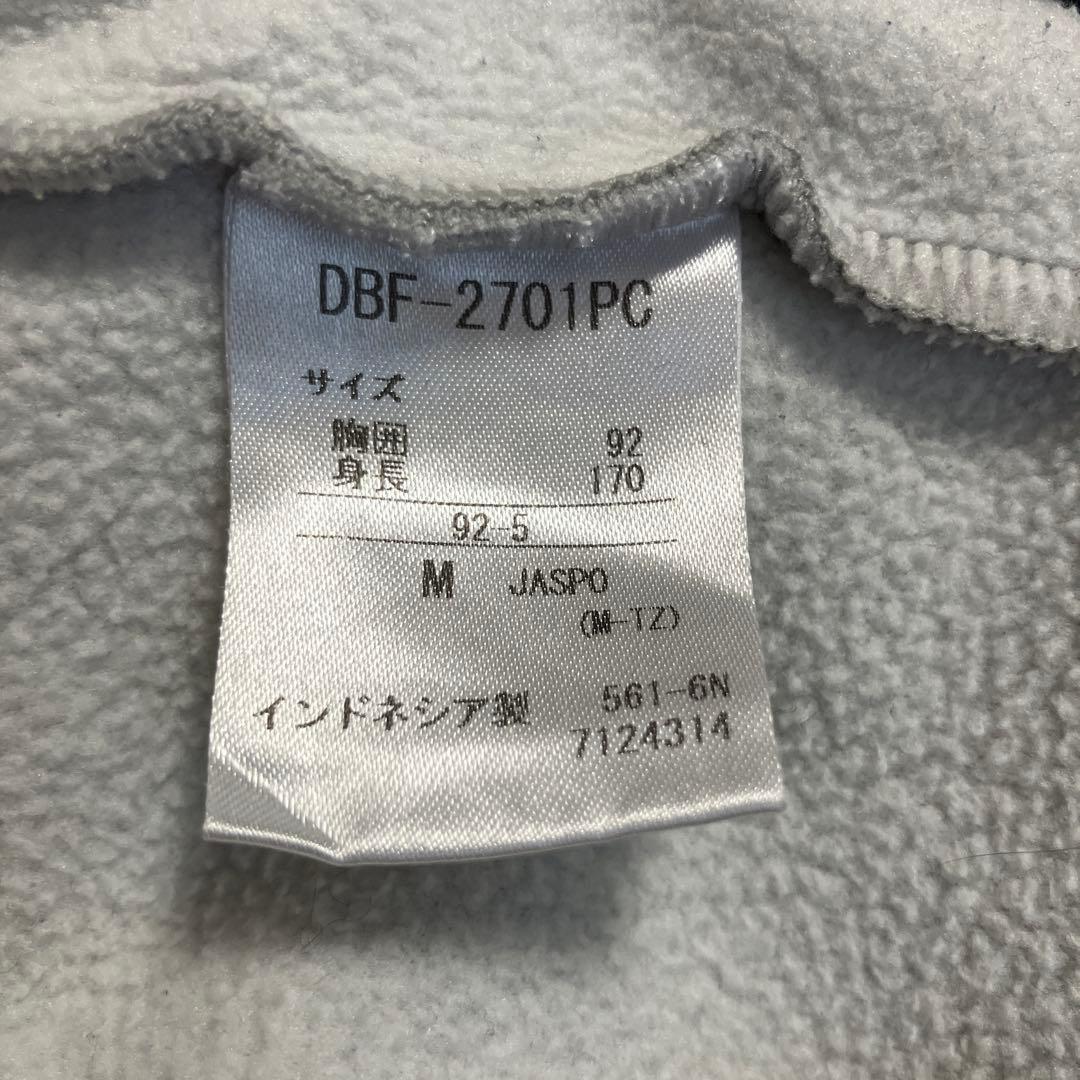 DBF-2701PC
サイズ
胸囲 92
身長 170
92-5
M JASPO
(M-TZ)
インドネシア製 561-6N
7124314